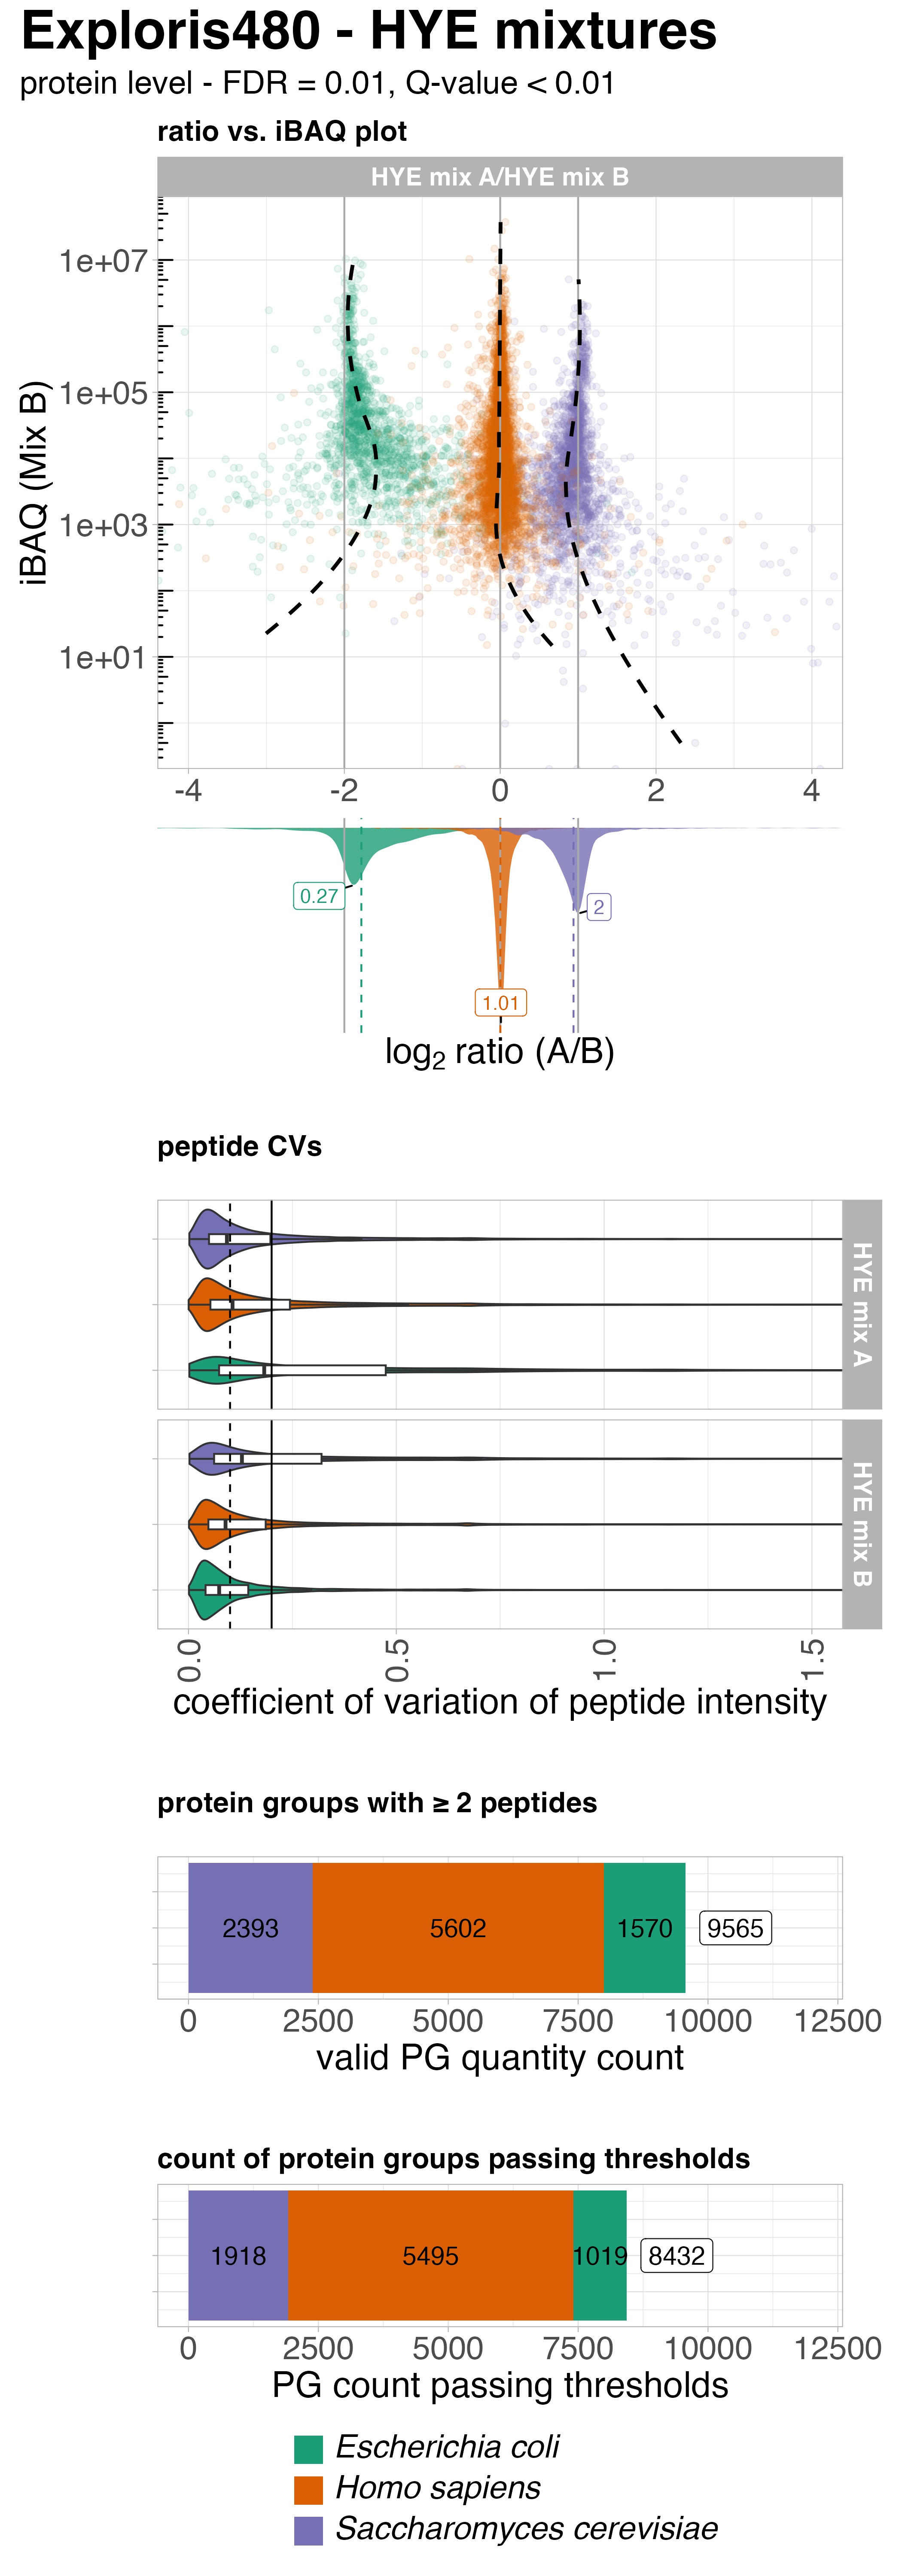 Exploris480 - HYE mixtures
protein level - FDR = 0.01, Q-value < 0.01
ratio vs. iBAQ plot
HYE mix A/HYE mix B
iBAQ (Mix B)
1e+07
1e+05
1e+03
1e+01
-4 -2 0 2 4
0.27
2
1.01
log₂ ratio (A/B)
peptide CVs
HYE mix A
HYE mix B
0.0 0.5 1.0 1.5
coefficient of variation of peptide intensity
protein groups with ≥ 2 peptides
2393 5602 1570 9565
0 2500 5000 7500 10000 12500
valid PG quantity count
count of protein groups passing thresholds
1918 5495 1019 8432
0 2500 5000 7500 10000 12500
PG count passing thresholds
Escherichia coli
Homo sapiens
Saccharomyces cerevisiae